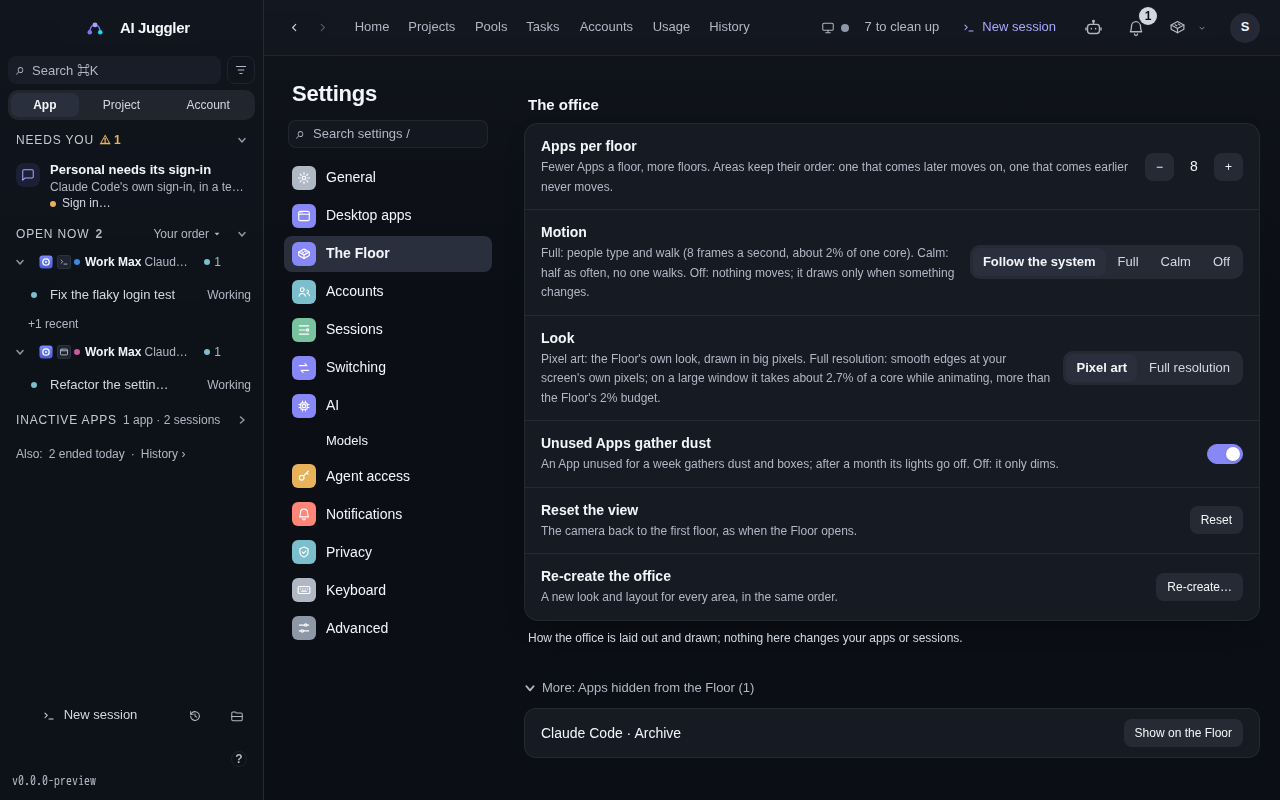 AI Juggler
Search ⌘K
App
Project
Account
NEEDS YOU 1
Personal needs its sign-in
Claude Code's own sign-in, in a te…
Sign in…
OPEN NOW 2
Your order
Work Max Claud…
1
Fix the flaky login test
Working
+1 recent
Work Max Claud…
1
Refactor the settin…
Working
INACTIVE APPS 1 app · 2 sessions
Also: 2 ended today · History ›
New session
?
v0.0.0-preview
Home
Projects
Pools
Tasks
Accounts
Usage
History
7 to clean up
New session
1
S
Settings
Search settings /
General
Desktop apps
The Floor
Accounts
Sessions
Switching
AI
Models
Agent access
Notifications
Privacy
Keyboard
Advanced
The office
Apps per floor
Fewer Apps a floor, more floors. Areas keep their order: one that comes later moves on, one that comes earlier
never moves.
− 8 +
Motion
Full: people type and walk (8 frames a second, about 2% of one core). Calm:
half as often, no one walks. Off: nothing moves; it draws only when something
changes.
Follow the system
Full
Calm
Off
Look
Pixel art: the Floor's own look, drawn in big pixels. Full resolution: smooth edges at your
screen's own pixels; on a large window it takes about 2.7% of a core while animating, more than
the Floor's 2% budget.
Pixel art
Full resolution
Unused Apps gather dust
An App unused for a week gathers dust and boxes; after a month its lights go off. Off: it only dims.
Reset the view
The camera back to the first floor, as when the Floor opens.
Reset
Re-create the office
A new look and layout for every area, in the same order.
Re-create…
How the office is laid out and drawn; nothing here changes your apps or sessions.
More: Apps hidden from the Floor (1)
Claude Code · Archive
Show on the Floor